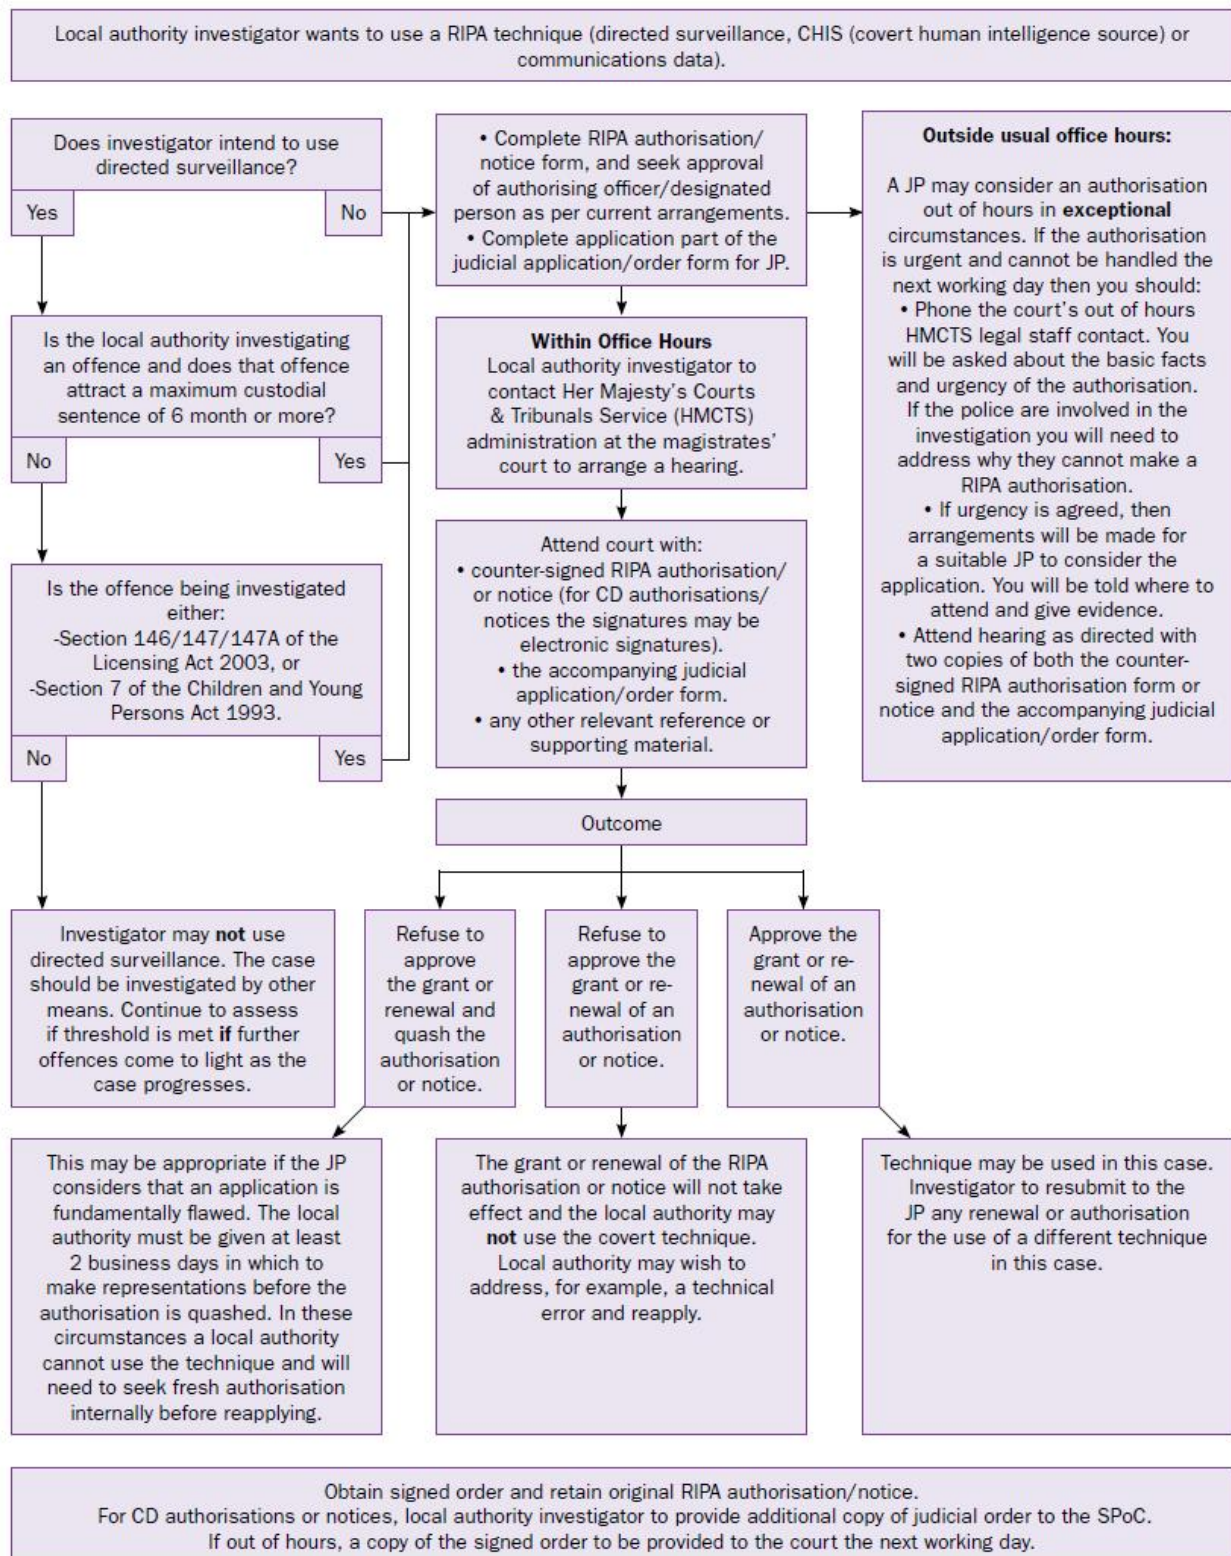 Local authority investigator wants to use a RIPA technique (directed surveillance, CHIS (covert human intelligence source) or
communications data).
Does investigator intend to use
directed surveillance?
Yes
No
Is the local authority investigating
an offence and does that offence
attract a maximum custodial
sentence of 6 month or more?
No
Yes
Is the offence being investigated
either:
-Section 146/147/147A of the
Licensing Act 2003, or
-Section 7 of the Children and Young
Persons Act 1993.
No
Yes
• Complete RIPA authorisation/
notice form, and seek approval
of authorising officer/designated
person as per current arrangements.
• Complete application part of the
judicial application/order form for JP.
Within Office Hours
Local authority investigator to
contact Her Majesty's Courts
& Tribunals Service (HMCTS)
administration at the magistrates'
court to arrange a hearing.
Attend court with:
• counter-signed RIPA authorisation/
or notice (for CD authorisations/
notices the signatures may be
electronic signatures).
• the accompanying judicial
application/order form.
• any other relevant reference or
supporting material.
Outside usual office hours:
A JP may consider an authorisation
out of hours in exceptional
circumstances. If the authorisation
is urgent and cannot be handled the
next working day then you should:
• Phone the court's out of hours
HMCTS legal staff contact. You
will be asked about the basic facts
and urgency of the authorisation.
If the police are involved in the
investigation you will need to
address why they cannot make a
RIPA authorisation.
• If urgency is agreed, then
arrangements will be made for
a suitable JP to consider the
application. You will be told where to
attend and give evidence.
• Attend hearing as directed with
two copies of both the counter-
signed RIPA authorisation form or
notice and the accompanying judicial
application/order form.
Outcome
Investigator may not use
directed surveillance. The case
should be investigated by other
means. Continue to assess
if threshold is met if further
offences come to light as the
case progresses.
Refuse to
approve
the grant or
renewal and
quash the
authorisation
or notice.
Refuse to
approve the
grant or re-
newal of an
authorisation
or notice.
Approve the
grant or re-
newal of an
authorisation
or notice.
This may be appropriate if the JP
considers that an application is
fundamentally flawed. The local
authority must be given at least
2 business days in which to
make representations before the
authorisation is quashed. In these
circumstances a local authority
cannot use the technique and will
need to seek fresh authorisation
internally before reapplying.
The grant or renewal of the RIPA
authorisation or notice will not take
effect and the local authority may
not use the covert technique.
Local authority may wish to
address, for example, a technical
error and reapply.
Technique may be used in this case.
Investigator to resubmit to the
JP any renewal or authorisation
for the use of a different technique
in this case.
Obtain signed order and retain original RIPA authorisation/notice.
For CD authorisations or notices, local authority investigator to provide additional copy of judicial order to the SPoC.
If out of hours, a copy of the signed order to be provided to the court the next working day.